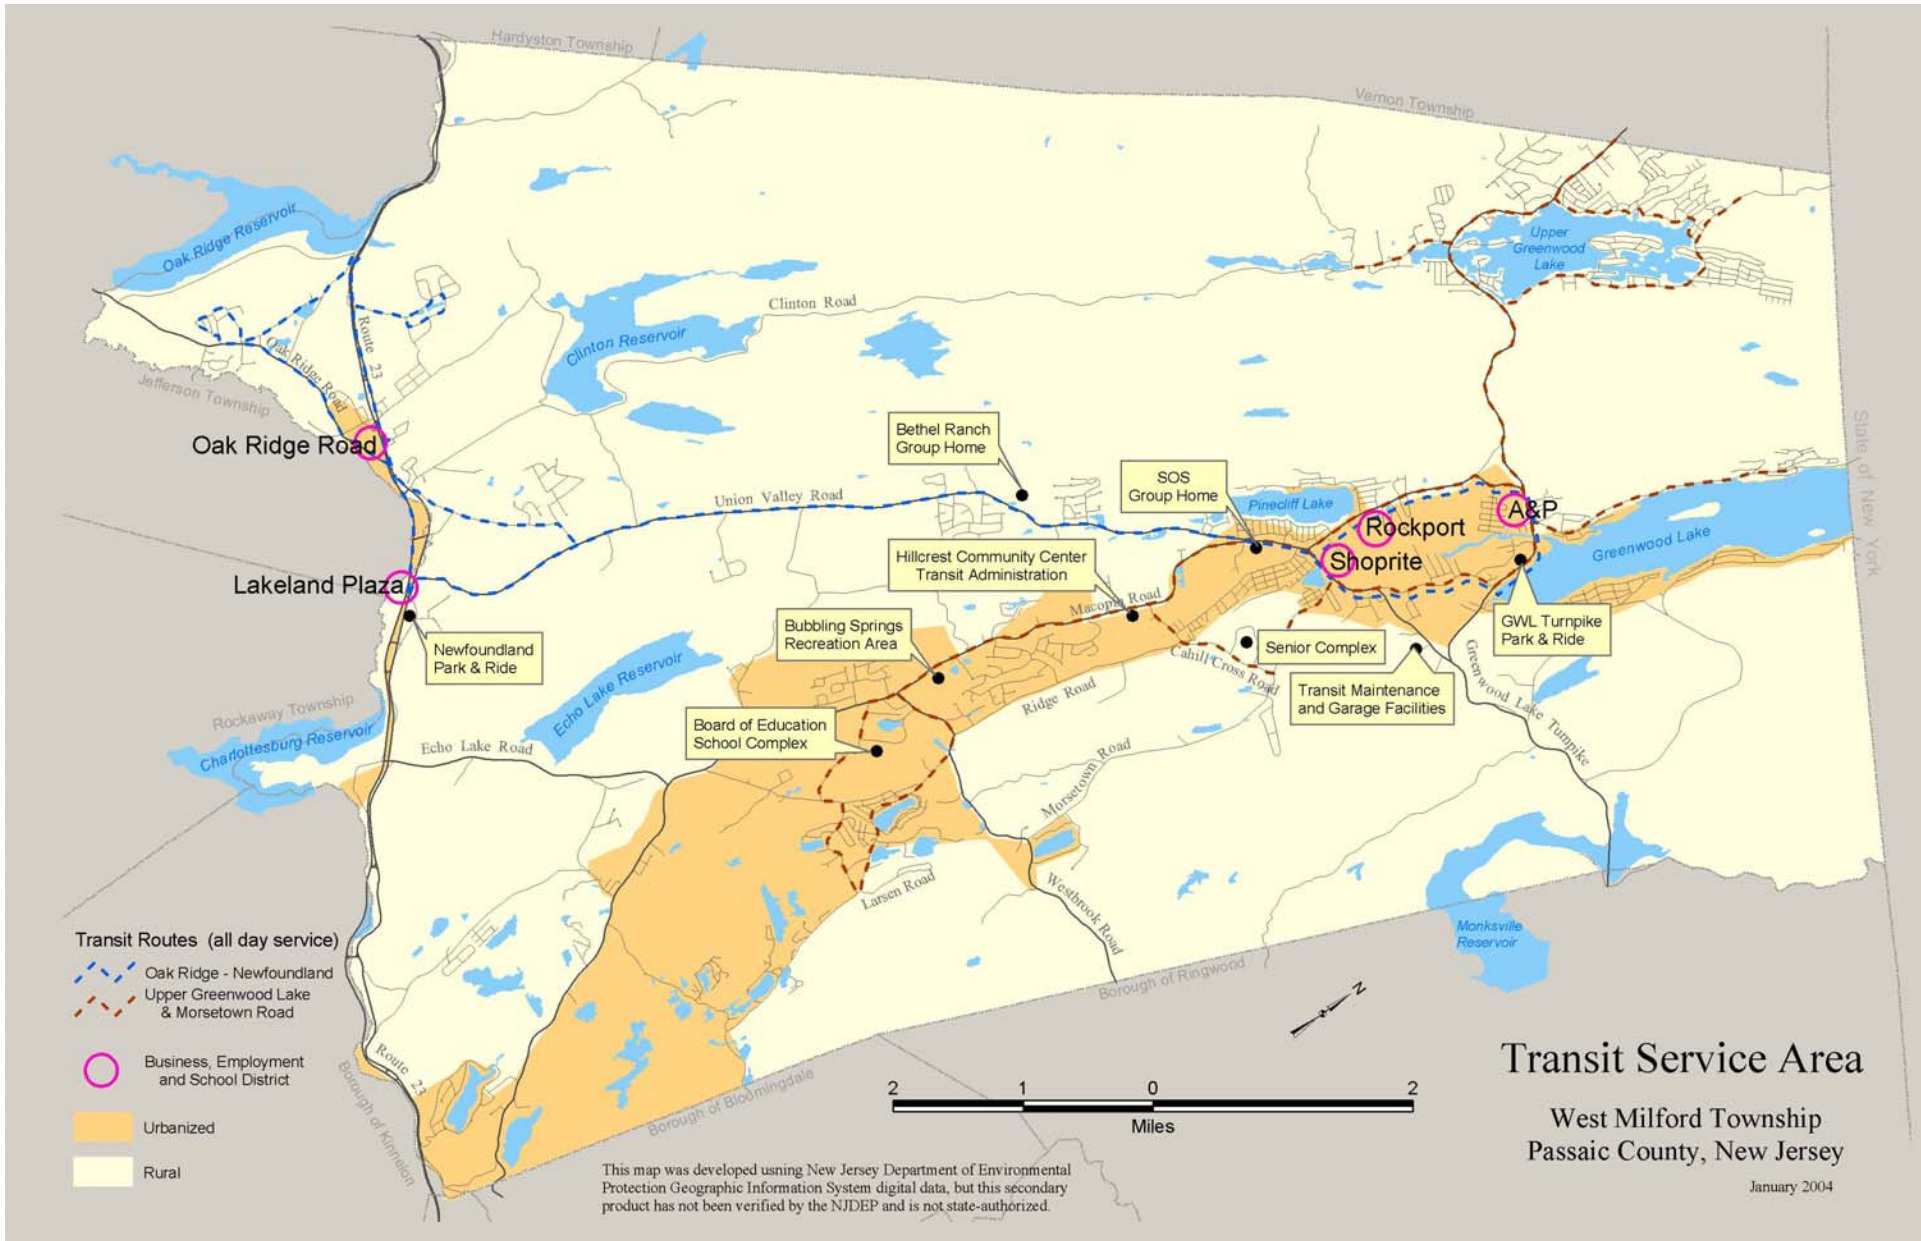 Hardyston Township
Vernon Township
Oak Ridge Reservoir
Upper
Greenwood
Lake
Clinton Road
Clinton Reservoir
Route 23
Oak Ridge Road
Jefferson Township
State of New York
Oak Ridge Road
Bethel Ranch
Group Home
SOS
Group Home
Union Valley Road
Pinecliff Lake
A&P
Rockport
Shoprite
Greenwood Lake
Hillcrest Community Center
Transit Administration
Lakeland Plaza
Macopin Road
Bubbling Springs
Recreation Area
GWL Turnpike
Park & Ride
Newfoundland
Park & Ride
Senior Complex
Cahill Cross Road
Transit Maintenance
and Garage Facilities
Greenwood Lake Turnpike
Echo Lake Reservoir
Ridge Road
Rockaway Township
Charlottesburg Reservoir
Board of Education
School Complex
Echo Lake Road
Morsetown Road
Larsen Road
Westbrook Road
Monksville
Reservoir
Borough of Ringwood
Transit Routes (all day service)
Oak Ridge - Newfoundland
Upper Greenwood Lake
& Morsetown Road
Business, Employment
and School District
Urbanized
Rural
Route 23
Borough of Kinnelon
Borough of Bloomingdale
N
2 1 0 2
Miles
This map was developed usning New Jersey Department of Environmental
Protection Geographic Information System digital data, but this secondary
product has not been verified by the NJDEP and is not state-authorized.
Transit Service Area
West Milford Township
Passaic County, New Jersey
January 2004